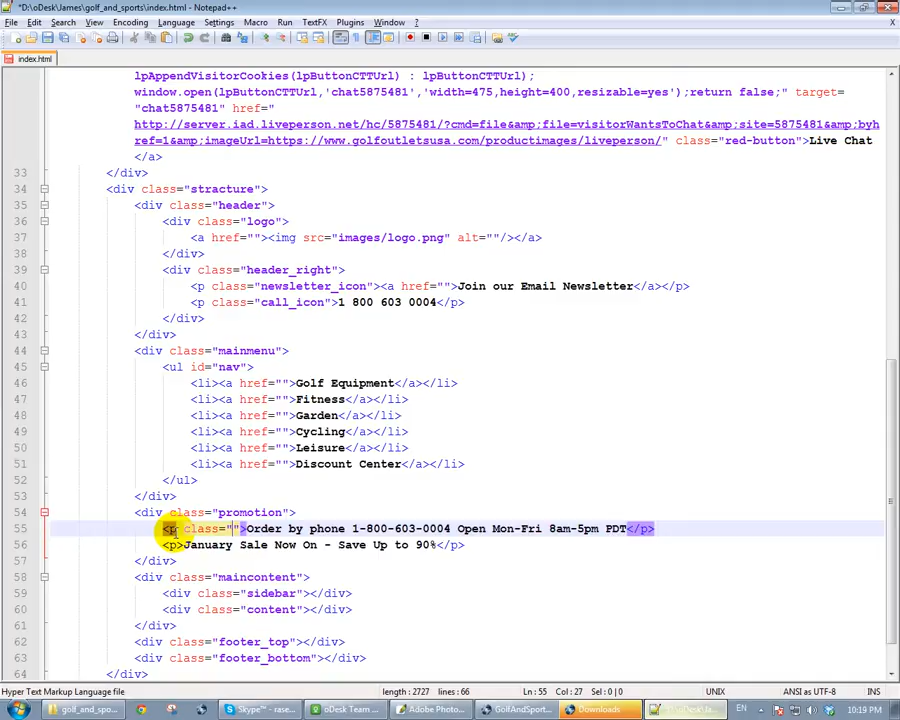 *D:\oDesk\James\golf_and_sports\index.html - Notepad++
File Edit Search View Encoding Language Settings Macro Run TextFX Plugins Window ?
X
index.html
lpAppendVisitorCookies(lpButtonCTTUrl) : lpButtonCTTUrl);
window.open(lpButtonCTTUrl,'chat5875481','width=475,height=400,resizable=yes');return false;" target=
"chat5875481" href="
http://server.iad.liveperson.net/hc/5875481/?cmd=file&amp;file=visitorWantsToChat&amp;site=5875481&amp;byh
ref=1&amp;imageUrl=https://www.golfoutletsusa.com/productimages/liveperson/" class="red-button">Live Chat
</a>
33 </div>
34 <div class="stracture">
35 <div class="header">
36 <div class="logo">
37 <a href=""><img src="images/logo.png" alt=""/></a>
38 </div>
39 <div class="header_right">
40 <p class="newsletter_icon"><a href="">Join our Email Newsletter</a></p>
41 <p class="call_icon">1 800 603 0004</p>
42 </div>
43 </div>
44 <div class="mainmenu">
45 <ul id="nav">
46 <li><a href="">Golf Equipment</a></li>
47 <li><a href="">Fitness</a></li>
48 <li><a href="">Garden</a></li>
49 <li><a href="">Cycling</a></li>
50 <li><a href="">Leisure</a></li>
51 <li><a href="">Discount Center</a></li>
52 </ul>
53 </div>
54 <div class="promotion">
55 <p class="">Order by phone 1-800-603-0004 Open Mon-Fri 8am-5pm PDT</p>
56 <p>January Sale Now On - Save Up to 90%</p>
57 </div>
58 <div class="maincontent">
59 <div class="sidebar"></div>
60 <div class="content"></div>
61 </div>
62 <div class="footer_top"></div>
63 <div class="footer_bottom"></div>
64 </div>
Hyper Text Markup Language file length : 2727 lines : 66 Ln : 55 Col : 27 Sel : 0 | 0 UNIX ANSI as UTF-8 INS
golf_and_sp... Skype™ - rase... oDesk Team ... Adobe Photo... GolfAndSport... Downloads EN 10:19 PM